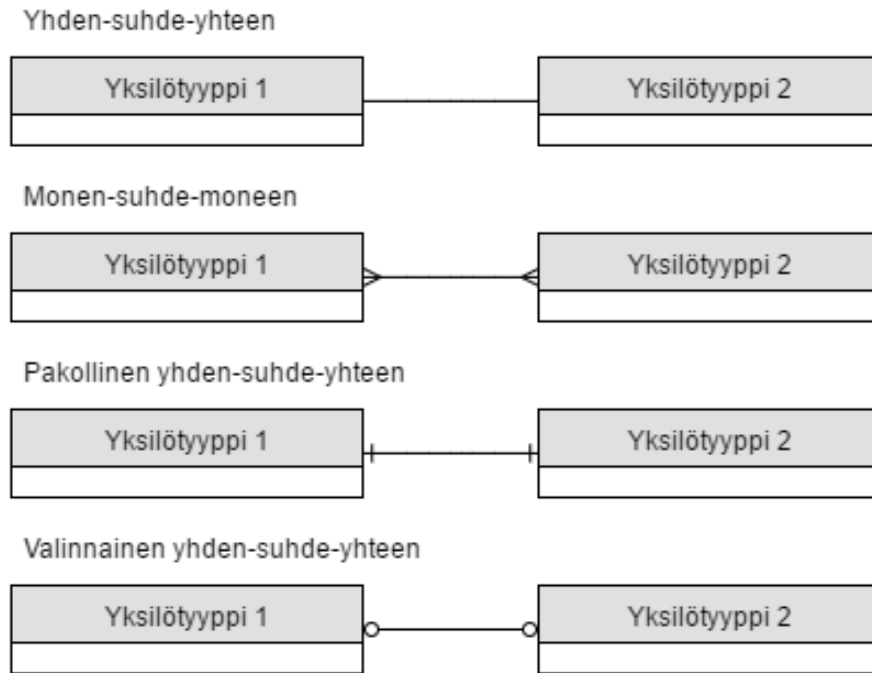 Yhden-suhde-yhteen
Yksilötyyppi 1 Yksilötyyppi 2
Monen-suhde-moneen
Yksilötyyppi 1 Yksilötyyppi 2
Pakollinen yhden-suhde-yhteen
Yksilötyyppi 1 Yksilötyyppi 2
Valinnainen yhden-suhde-yhteen
Yksilötyyppi 1 Yksilötyyppi 2